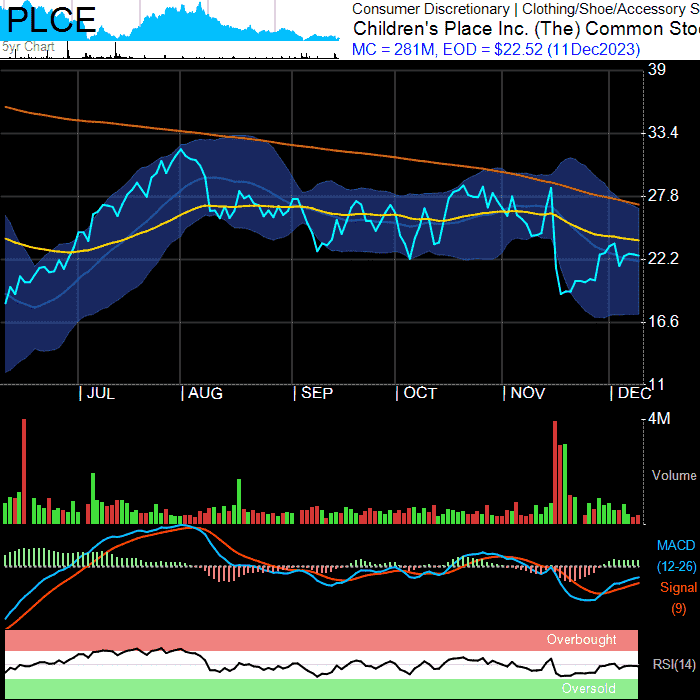 PLCE
5yr Chart
Consumer Discretionary | Clothing/Shoe/Accessory S
Children's Place Inc. (The) Common Sto
MC = 281M, EOD = $22.52 (11Dec2023)
39
33.4
27.8
22.2
16.6
11
| JUL | AUG | SEP | OCT | NOV | DEC
4M
Volume
MACD
(12-26)
Signal
(9)
Overbought
RSI(14)
Oversold